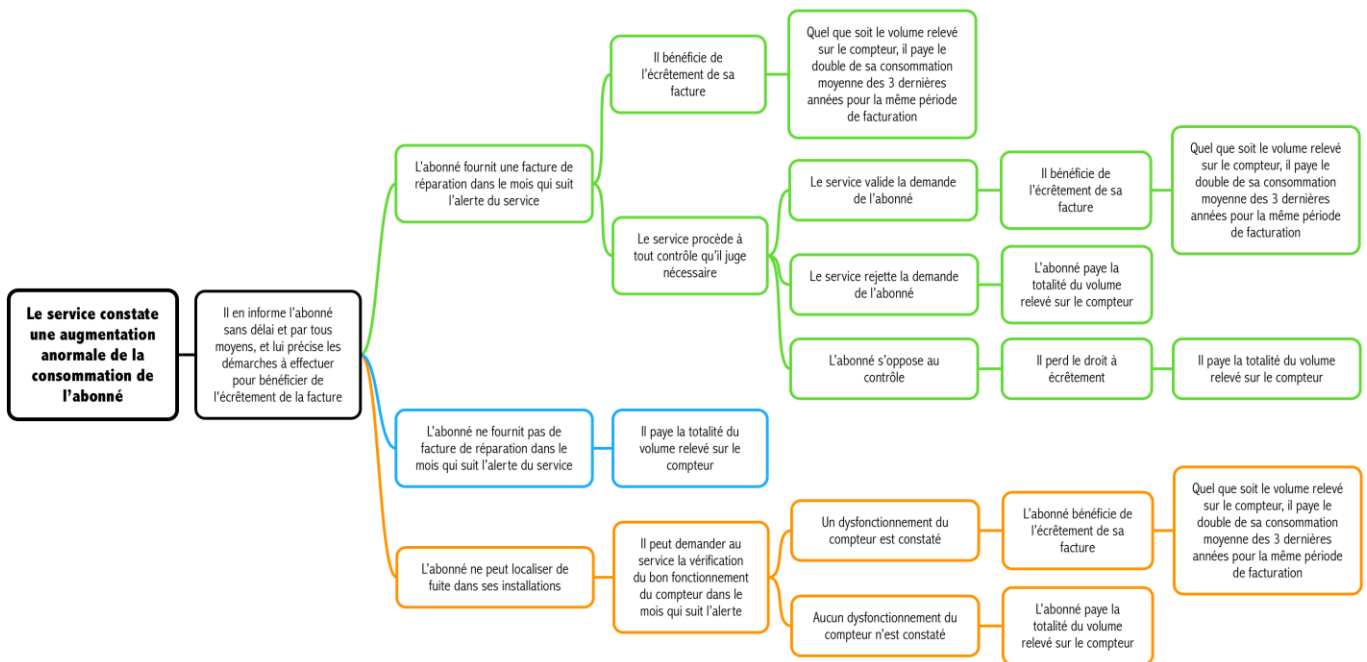 Le service constate
une augmentation
anormale de la
consommation de
l'abonné
Il en informe l'abonné
sans délai et par tous
moyens, et lui précise les
démarches à effectuer
pour bénéficier de
l'écrêtement de la facture
L'abonné fournit une facture de
réparation dans le mois qui suit
l'alerte du service
Il bénéficie de
l'écrêtement de sa
facture
Quel que soit le volume relevé
sur le compteur, il paye le
double de sa consommation
moyenne des 3 dernières
années pour la même période
de facturation
Le service procède à
tout contrôle qu'il juge
nécessaire
Le service valide la demande
de l'abonné
Il bénéficie de
l'écrêtement de sa
facture
Quel que soit le volume relevé
sur le compteur, il paye le
double de sa consommation
moyenne des 3 dernières
années pour la même période
de facturation
Le service rejette la demande
de l'abonné
L'abonné paye la
totalité du volume
relevé sur le compteur
L'abonné s'oppose au
contrôle
Il perd le droit à
écrêtement
Il paye la totalité du volume
relevé sur le compteur
L'abonné ne fournit pas de
facture de réparation dans le
mois qui suit l'alerte du service
Il paye la totalité du
volume relevé sur le
compteur
L'abonné ne peut localiser de
fuite dans ses installations
Il peut demander au
service la vérification
du bon fonctionnement
du compteur dans le
mois qui suit l'alerte
Un dysfonctionnement du
compteur est constaté
L'abonné bénéficie de
l'écrêtement de sa
facture
Quel que soit le volume relevé
sur le compteur, il paye le
double de sa consommation
moyenne des 3 dernières
années pour la même période
de facturation
Aucun dysfonctionnement du
compteur n'est constaté
L'abonné paye la
totalité du volume
relevé sur le compteur